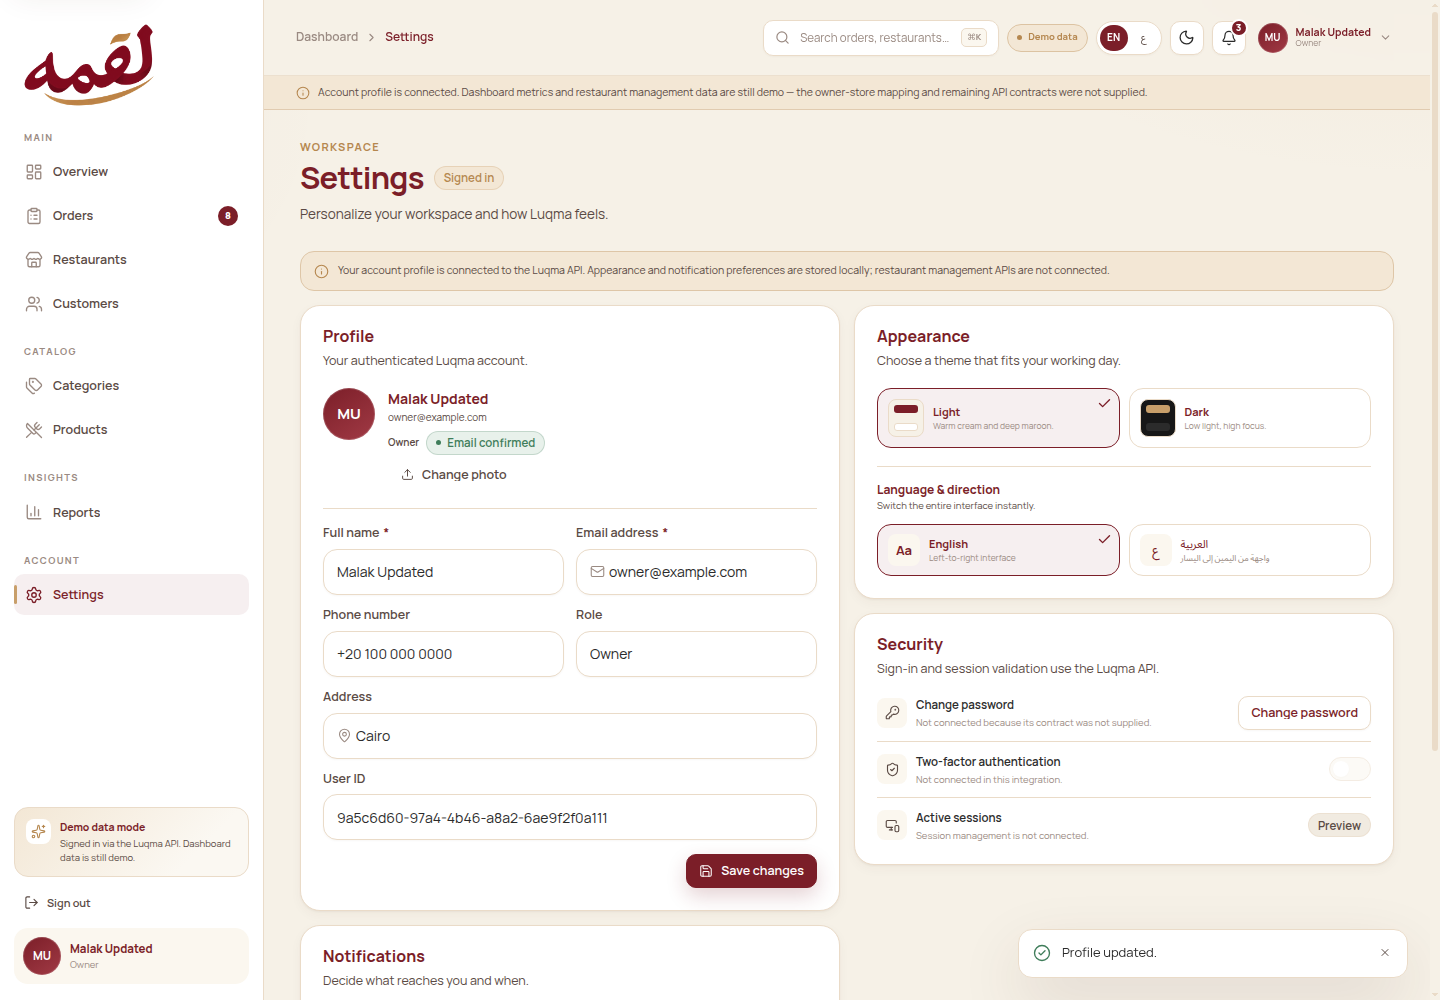 لقمه
MAIN
Overview
Orders
8
Restaurants
Customers
CATALOG
Categories
Products
INSIGHTS
Reports
ACCOUNT
Settings
Demo data mode
Signed in via the Luqma API. Dashboard
data is still demo.
Sign out
MU
Malak Updated
Owner
Dashboard
Settings
Search orders, restaurants...
⌘K
Demo data
EN
ع
3
MU
Malak Updated
Owner
Account profile is connected. Dashboard metrics and restaurant management data are still demo — the owner-store mapping and remaining API contracts were not supplied.
WORKSPACE
Settings
Signed in
Personalize your workspace and how Luqma feels.
Your account profile is connected to the Luqma API. Appearance and notification preferences are stored locally; restaurant management APIs are not connected.
Profile
Your authenticated Luqma account.
MU
Malak Updated
owner@example.com
Owner
Email confirmed
Change photo
Full name *
Email address *
Malak Updated
owner@example.com
Phone number
Role
+20 100 000 0000
Owner
Address
Cairo
User ID
9a5c6d60-97a4-4b46-a8a2-6ae9f2f0a111
Save changes
Notifications
Decide what reaches you and when.
Appearance
Choose a theme that fits your working day.
Light
Warm cream and deep maroon.
Dark
Low light, high focus.
Language & direction
Switch the entire interface instantly.
Aa
English
Left-to-right interface
ع
العربية
واجهة من اليمين إلى اليسار
Security
Sign-in and session validation use the Luqma API.
Change password
Not connected because its contract was not supplied.
Change password
Two-factor authentication
Not connected in this integration.
Active sessions
Session management is not connected.
Preview
Profile updated.